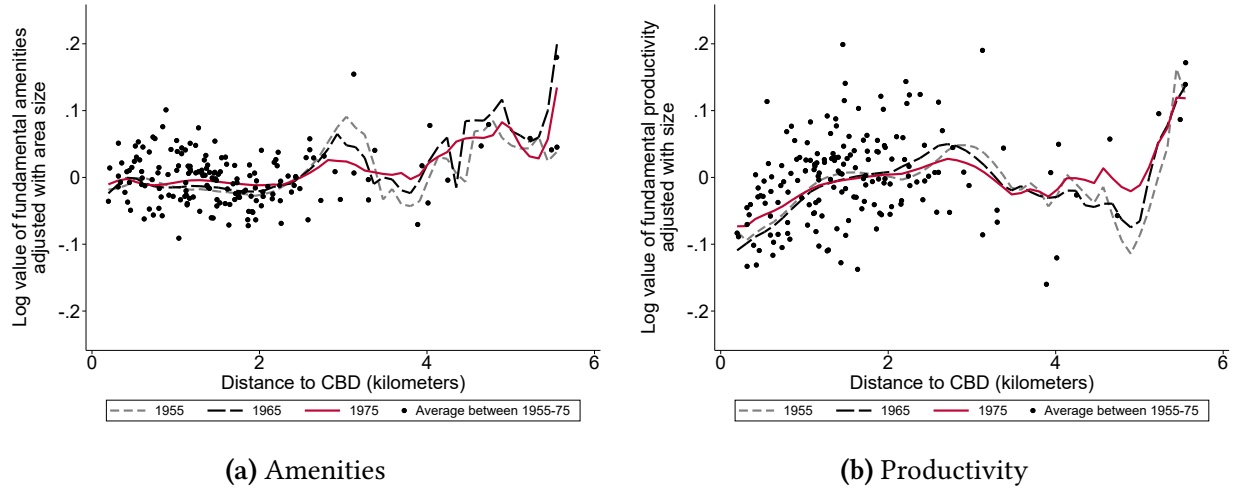 Log value of fundamental amenities
adjusted with area size
.2
.1
0
-.1
-.2
0
2
4
6
Distance to CBD (kilometers)
1955
1965
1975
Average between 1955-75
(a) Amenities
Log value of fundamental productivity
adjusted with size
.2
.1
0
-.1
-.2
0
2
4
6
Distance to CBD (kilometers)
1955
1965
1975
Average between 1955-75
(b) Productivity